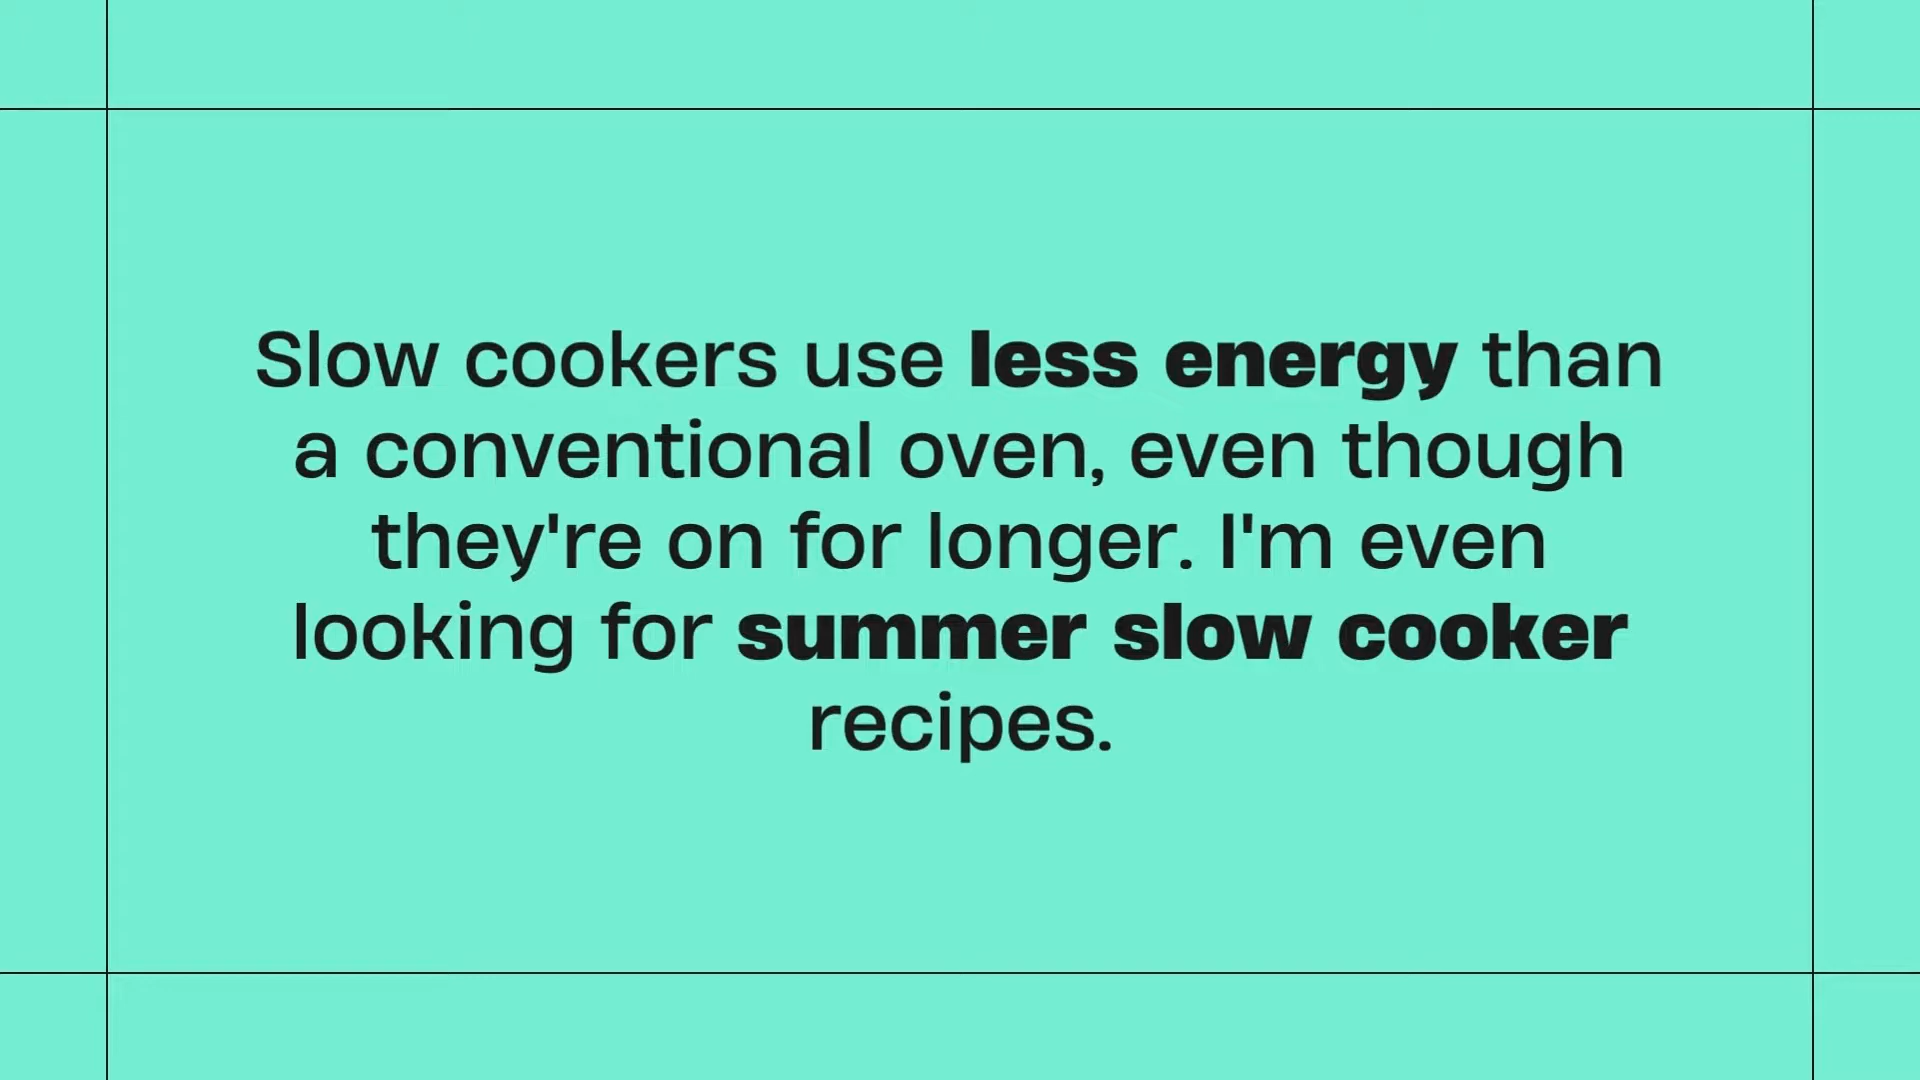 Slow cookers use less energy than
a conventional oven, even though
they're on for longer. I'm even
looking for summer slow cooker
recipes.